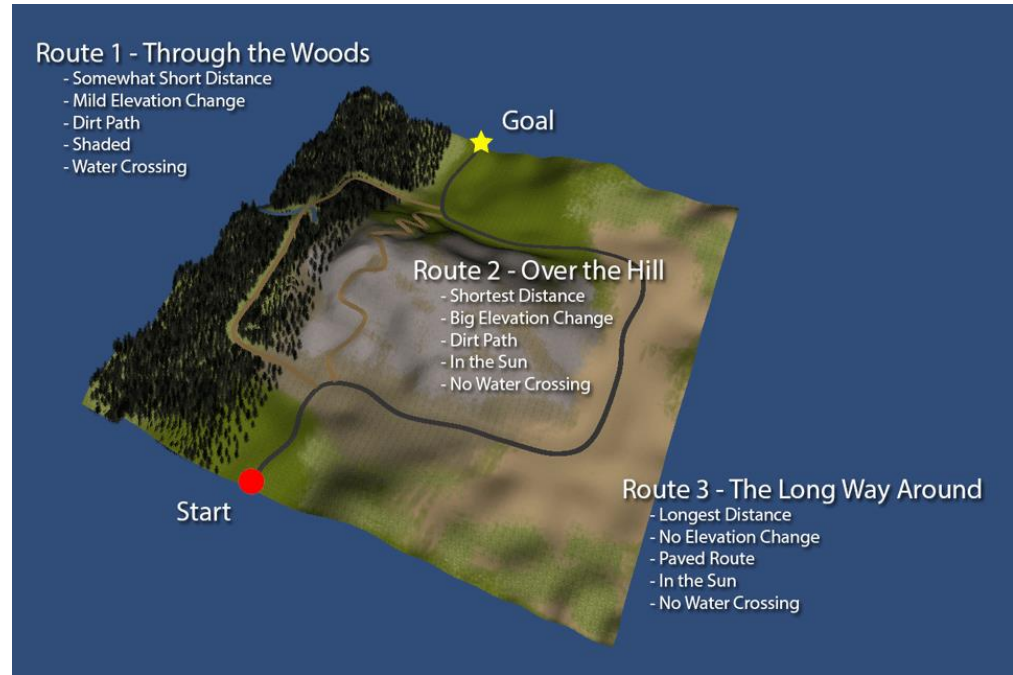 Route 1 - Through the Woods
- Somewhat Short Distance
- Mild Elevation Change
- Dirt Path
- Shaded
- Water Crossing
Goal
Route 2 - Over the Hill
- Shortest Distance
- Big Elevation Change
- Dirt Path
- In the Sun
- No Water Crossing
Start
Route 3 - The Long Way Around
- Longest Distance
- No Elevation Change
- Paved Route
- In the Sun
- No Water Crossing